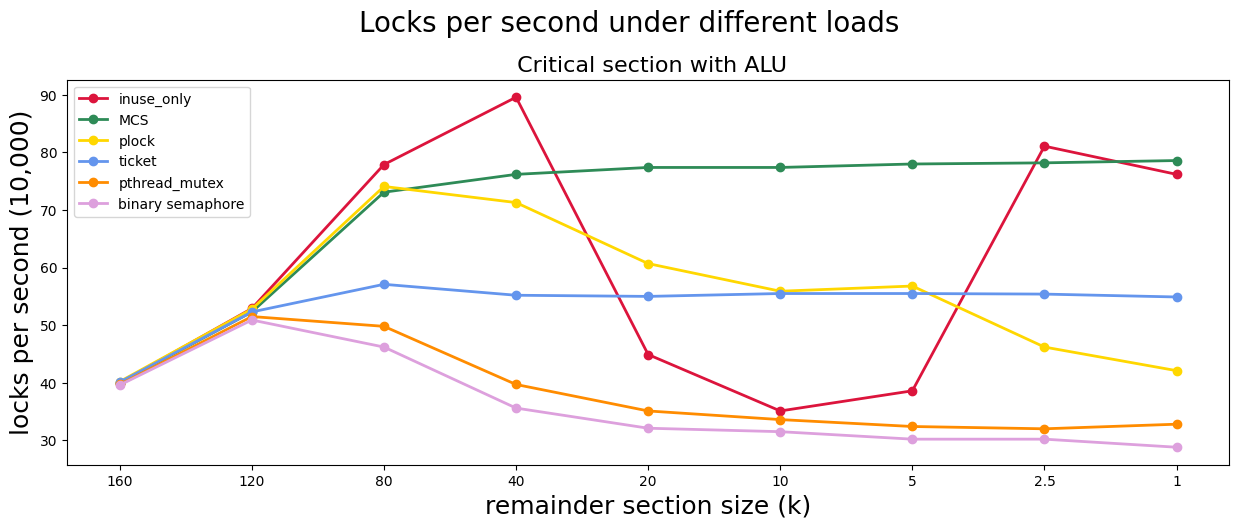 Locks per second under different loads
Critical section with ALU
locks per second (10,000)
90
80
70
60
50
40
30
inuse_only
MCS
plock
ticket
pthread_mutex
binary semaphore
160 120 80 40 20 10 5 2.5 1
remainder section size (k)